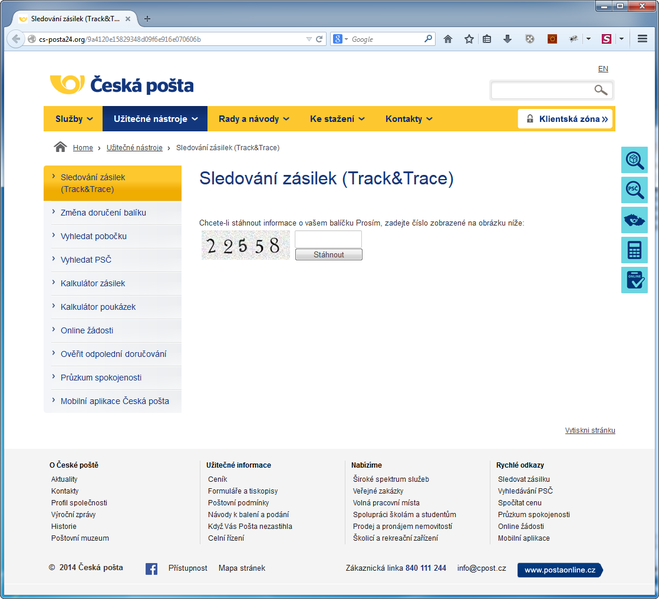 Sledování zásilek (Track&T...
cs-posta24.org/9a4120e15829348d09f6e916e070606b
Google
Česká pošta
EN
Služby
Užitečné nástroje
Rady a návody
Ke stažení
Kontakty
Klientská zóna
Home > Užitečné nástroje > Sledování zásilek (Track&Trace)
Sledování zásilek
(Track&Trace)
Změna doručení balíku
Vyhledat pobočku
Vyhledat PSČ
Kalkulátor zásilek
Kalkulátor poukázek
Online žádosti
Ověřit odpolední doručování
Průzkum spokojenosti
Mobilní aplikace Česká pošta
Sledování zásilek (Track&Trace)
Chcete-li stáhnout informace o vašem balíčku Prosím, zadejte číslo zobrazené na obrázku níže:
22558
Stáhnout
PSČ
Vytiskni stránku
O České poště
Aktuality
Kontakty
Profil společnosti
Výroční zprávy
Historie
Poštovní muzeum
Užitečné informace
Ceník
Formuláře a tiskopisy
Poštovní podmínky
Návody k balení a podání
Když Vás Pošta nezastihla
Celní řízení
Nabízíme
Široké spektrum služeb
Veřejné zakázky
Volná pracovní místa
Spolupráci školám a studentům
Prodej a pronájem nemovitostí
Školicí a rekreační zařízení
Rychlé odkazy
Sledovat zásilku
Vyhledávání PSČ
Spočítat cenu
Průzkum spokojenosti
Online žádosti
Mobilní aplikace
© 2014 Česká pošta
Přístupnost
Mapa stránek
Zákaznická linka 840 111 244
info@cpost.cz
www.postaonline.cz